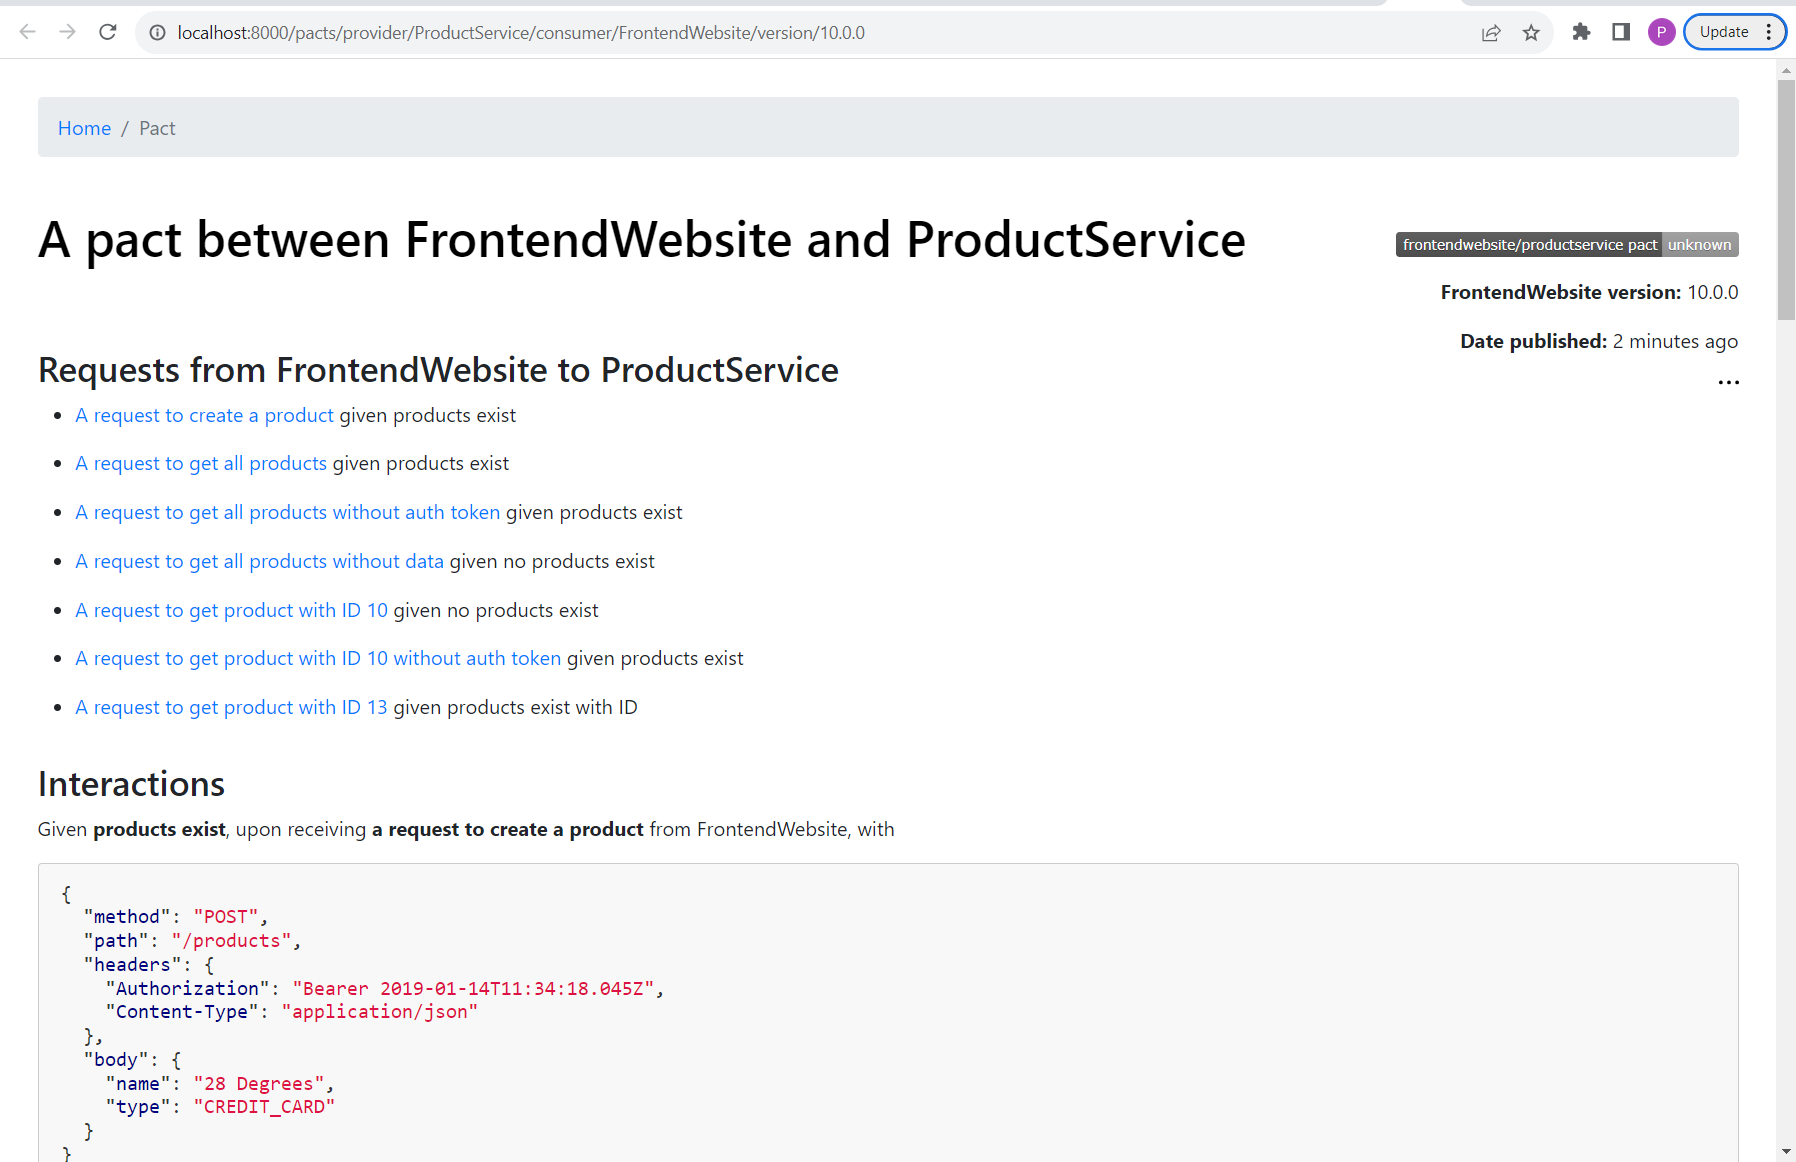 localhost:8000/pacts/provider/ProductService/consumer/FrontendWebsite/version/10.0.0
P
Update
Home / Pact
A pact between FrontendWebsite and ProductService
frontendwebsite/productservice pact unknown
FrontendWebsite version: 10.0.0
Date published: 2 minutes ago
...
Requests from FrontendWebsite to ProductService
• A request to create a product given products exist
• A request to get all products given products exist
• A request to get all products without auth token given products exist
• A request to get all products without data given no products exist
• A request to get product with ID 10 given no products exist
• A request to get product with ID 10 without auth token given products exist
• A request to get product with ID 13 given products exist with ID
Interactions
Given products exist, upon receiving a request to create a product from FrontendWebsite, with
{
  "method": "POST",
  "path": "/products",
  "headers": {
    "Authorization": "Bearer 2019-01-14T11:34:18.045Z",
    "Content-Type": "application/json"
  },
  "body": {
    "name": "28 Degrees",
    "type": "CREDIT_CARD"
  }
}